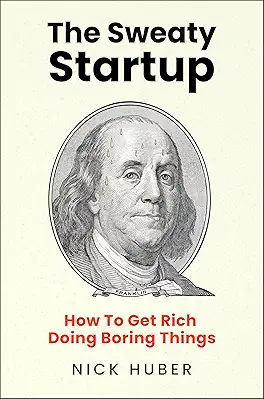 The Sweaty
Startup
FRANKLIN
How To Get Rich
Doing Boring Things
NICK HUBER